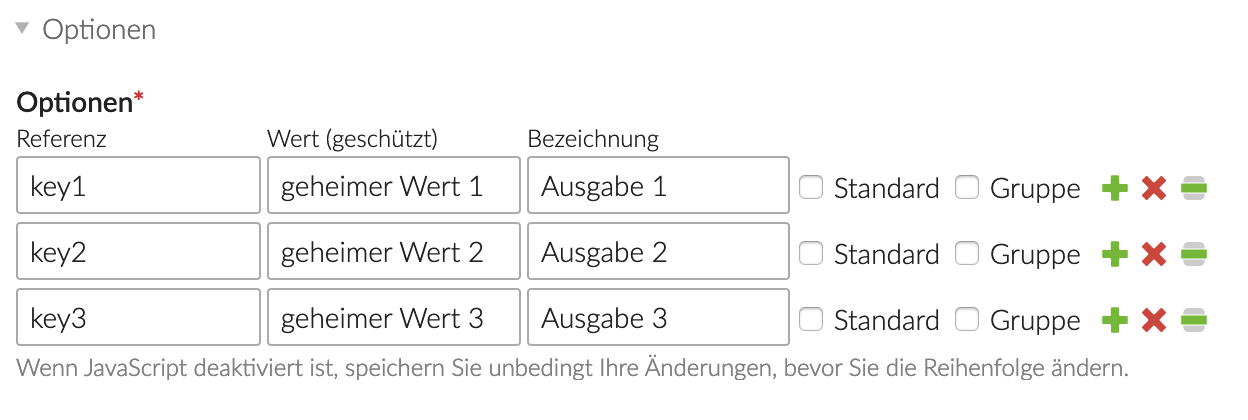 Optionen
Optionen*
Referenz Wert (geschützt) Bezeichnung
key1 geheimer Wert 1 Ausgabe 1 Standard Gruppe
key2 geheimer Wert 2 Ausgabe 2 Standard Gruppe
key3 geheimer Wert 3 Ausgabe 3 Standard Gruppe
Wenn JavaScript deaktiviert ist, speichern Sie unbedingt Ihre Änderungen, bevor Sie die Reihenfolge ändern.